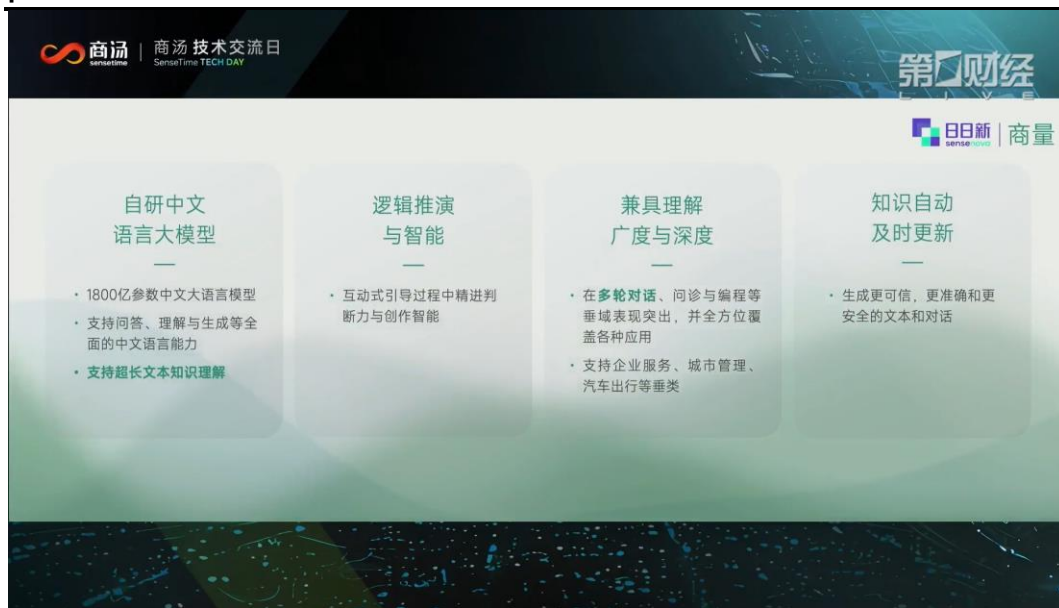 商汤
sensetime
商汤 技术交流日
SenseTime TECH DAY
第一财经
LIVE
日日新
sensenova
商量
自研中文
语言大模型
· 1800亿参数中文大语言模型
· 支持问答、理解与生成等全
面的中文语言能力
· 支持超长文本知识理解
逻辑推演
与智能
· 互动式引导过程中精进判
断力与创作智能
兼具理解
广度与深度
· 在多轮对话、问诊与编程等
垂域表现突出，并全方位覆
盖各种应用
· 支持企业服务、城市管理、
汽车出行等垂类
知识自动
及时更新
· 生成更可信，更准确和更
安全的文本和对话